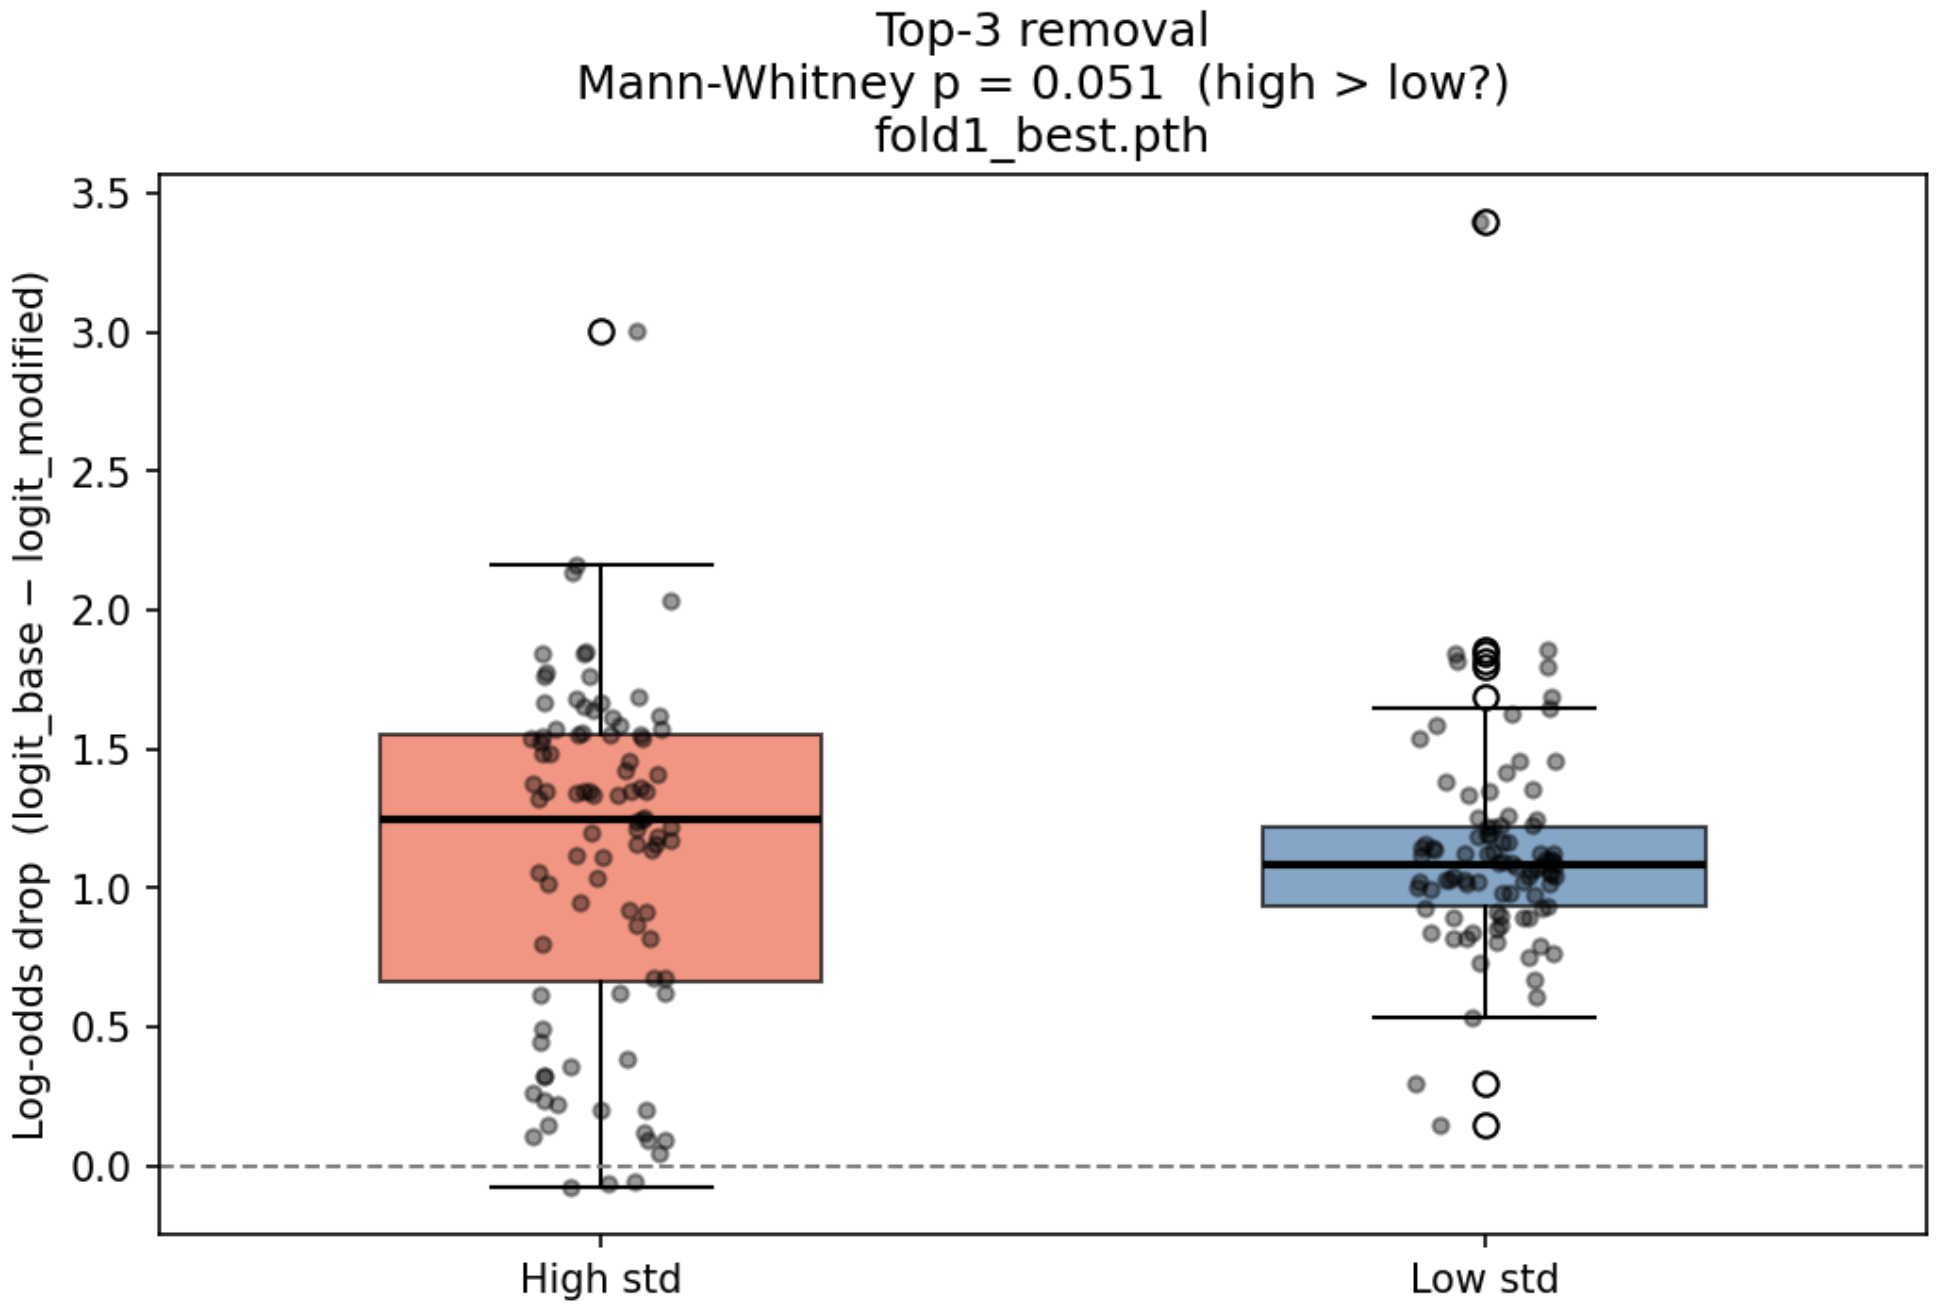 Top-3 removal
Mann-Whitney p = 0.051  (high > low?)
fold1_best.pth
Log-odds drop  (logit_base − logit_modified)
3.5
3.0
2.5
2.0
1.5
1.0
0.5
0.0
High std
Low std